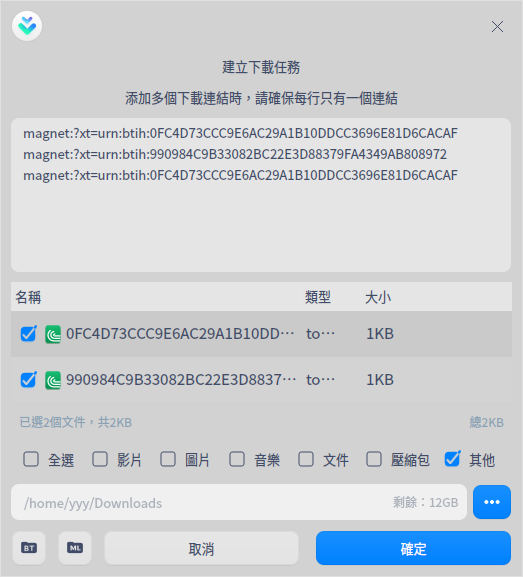 建立下載任務
添加多個下載連結時，請確保每行只有一個連結
magnet:?xt=urn:btih:0FC4D73CCC9E6AC29A1B10DDCC3696E81D6CACAF
magnet:?xt=urn:btih:990984C9B33082BC22E3D88379FA4349AB808972
magnet:?xt=urn:btih:0FC4D73CCC9E6AC29A1B10DDCC3696E81D6CACAF
名稱 類型 大小
0FC4D73CCC9E6AC29A1B10DD… to… 1KB
990984C9B33082BC22E3D8837… to… 1KB
已選2個文件，共2KB 總2KB
全選 影片 圖片 音樂 文件 壓縮包 其他
/home/yyy/Downloads 剩餘：12GB
BT ML 取消 確定